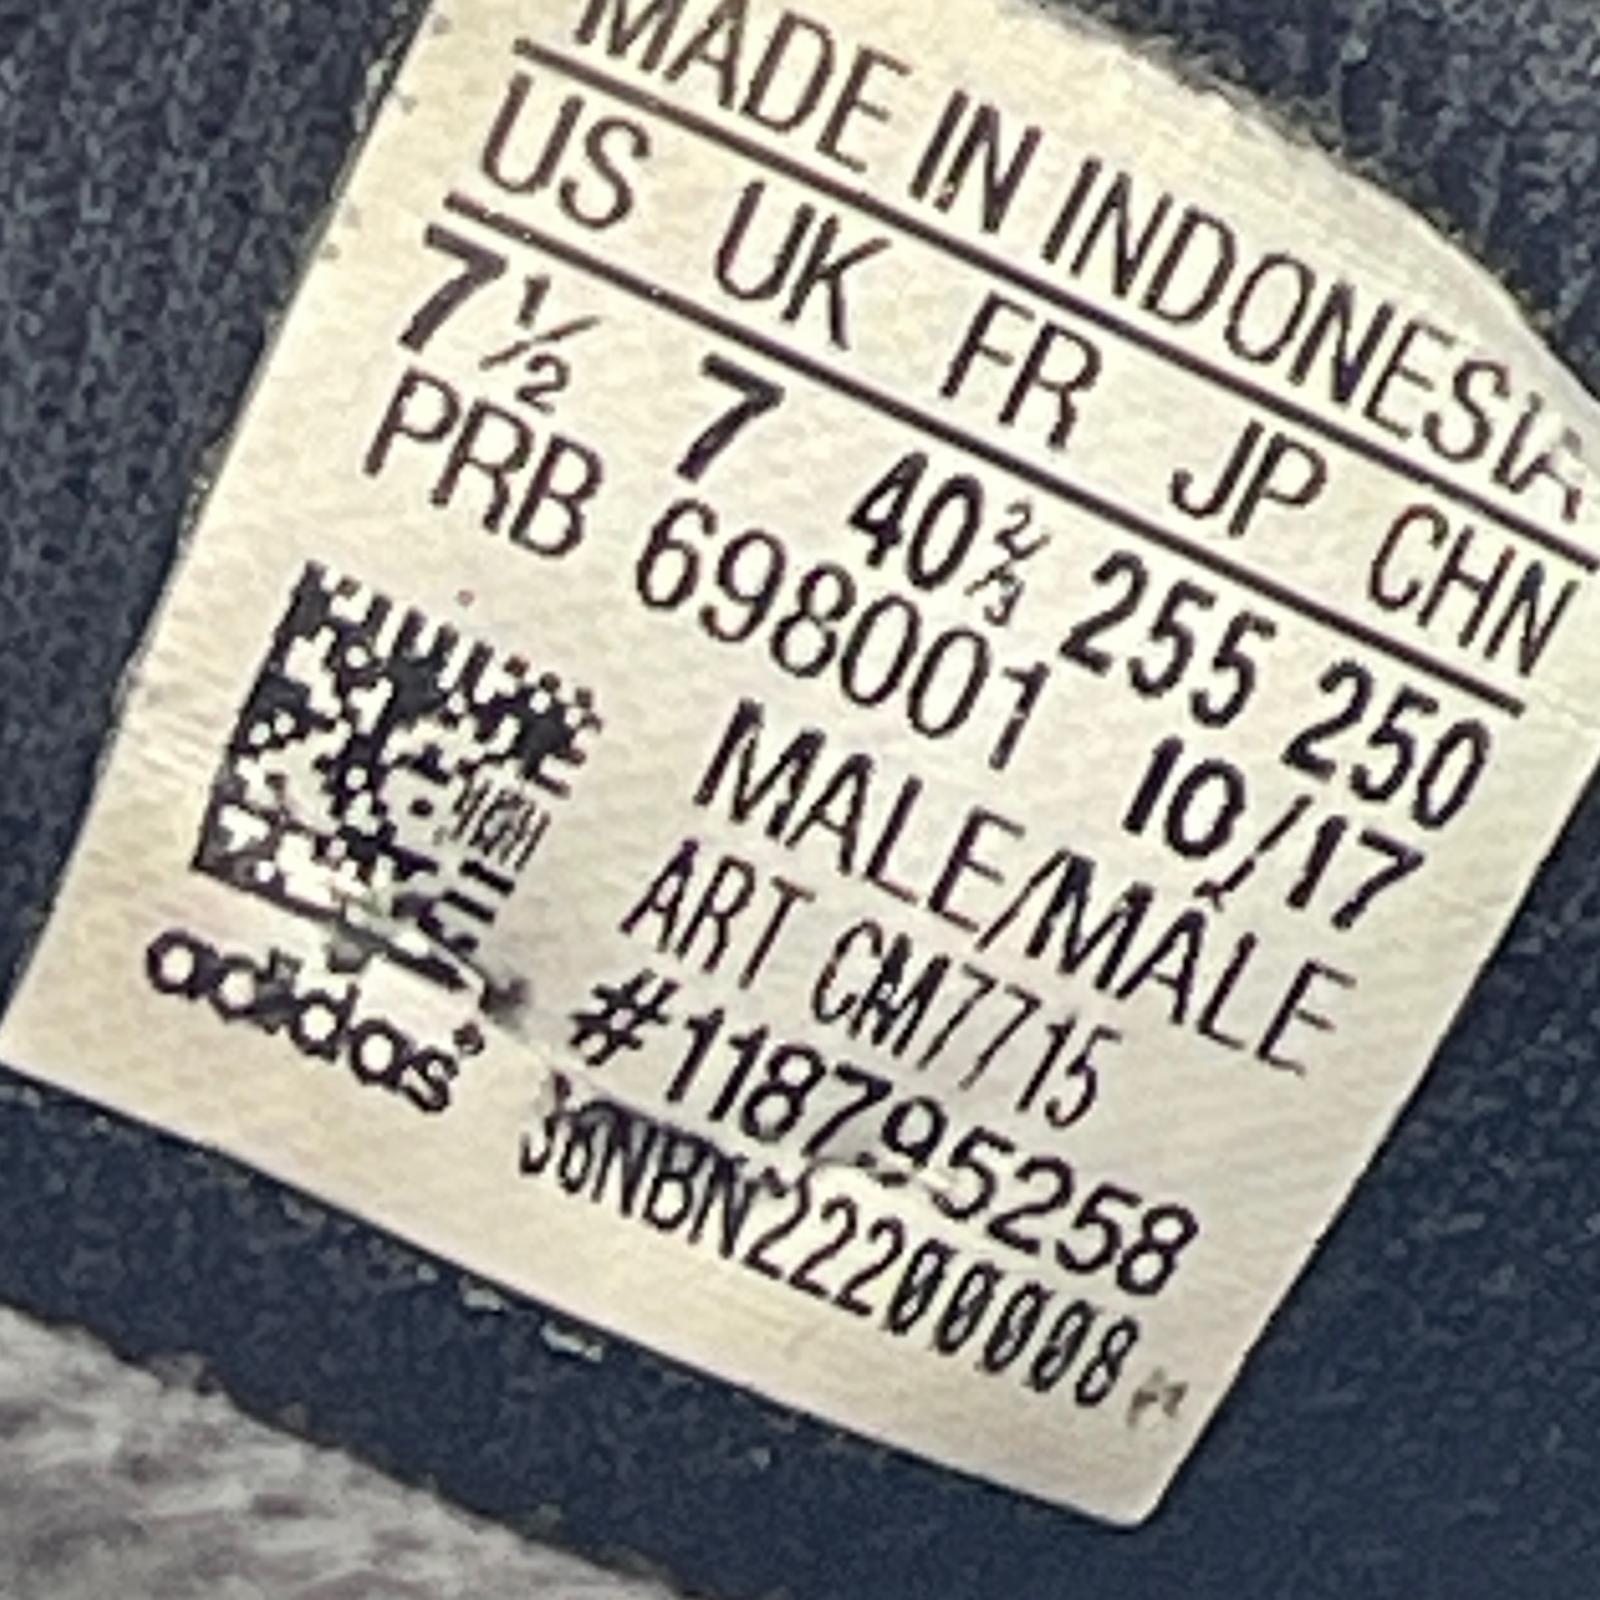 MADE IN INDONESIA
US UK FR JP CHN
7½ 7 40⅔ 255 250
PRB 698001 10/17
MALE/MÂLE
ART CM7715
#118795258
36NBN22200008
adidas®